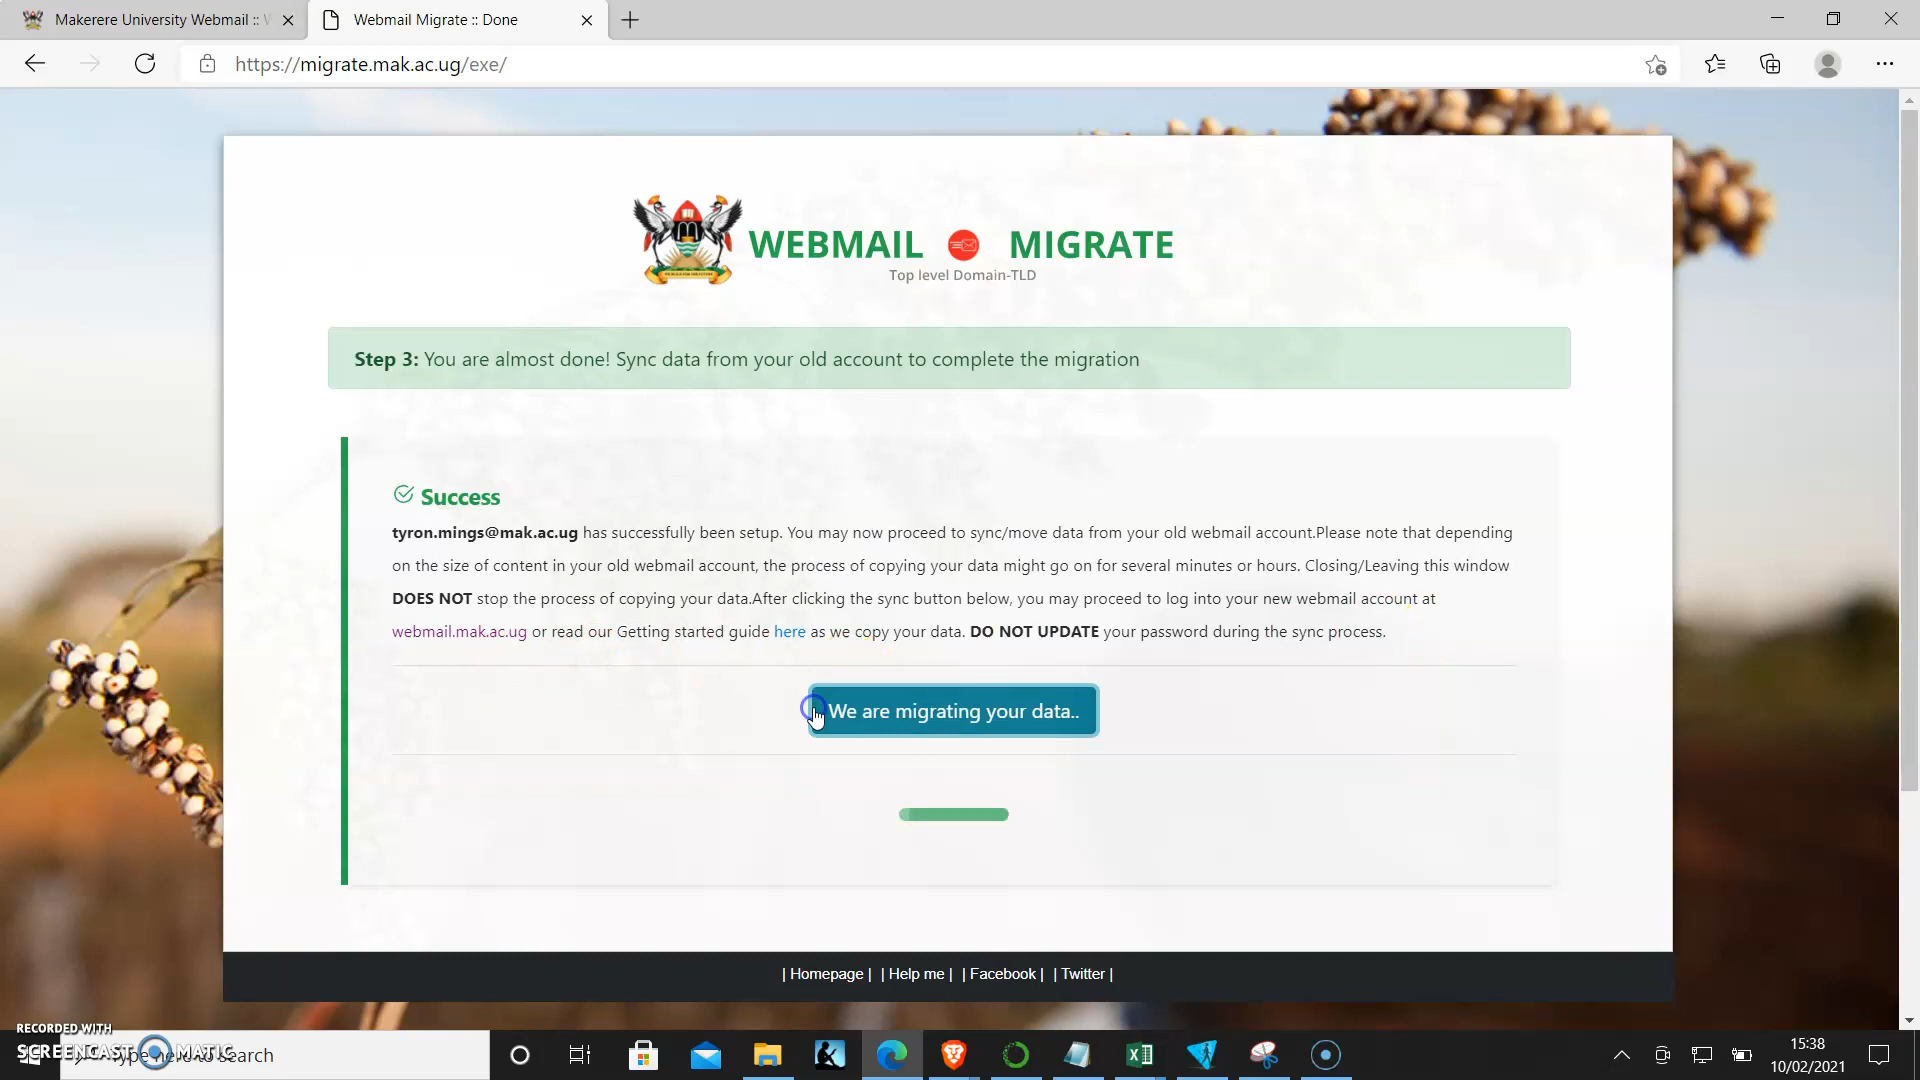 Makerere University Webmail ::
Webmail Migrate :: Done
https://migrate.mak.ac.ug/exe/
WEBMAIL MIGRATE
Top level Domain-TLD
Step 3: You are almost done! Sync data from your old account to complete the migration
Success
tyron.mings@mak.ac.ug has successfully been setup. You may now proceed to sync/move data from your old webmail account.Please note that depending
on the size of content in your old webmail account, the process of copying your data might go on for several minutes or hours. Closing/Leaving this window
DOES NOT stop the process of copying your data.After clicking the sync button below, you may proceed to log into your new webmail account at
webmail.mak.ac.ug or read our Getting started guide here as we copy your data. DO NOT UPDATE your password during the sync process.
We are migrating your data..
| Homepage | | Help me | | Facebook | | Twitter |
RECORDED WITH
SCREENCAST MATIC
Type here to search
15:38
10/02/2021